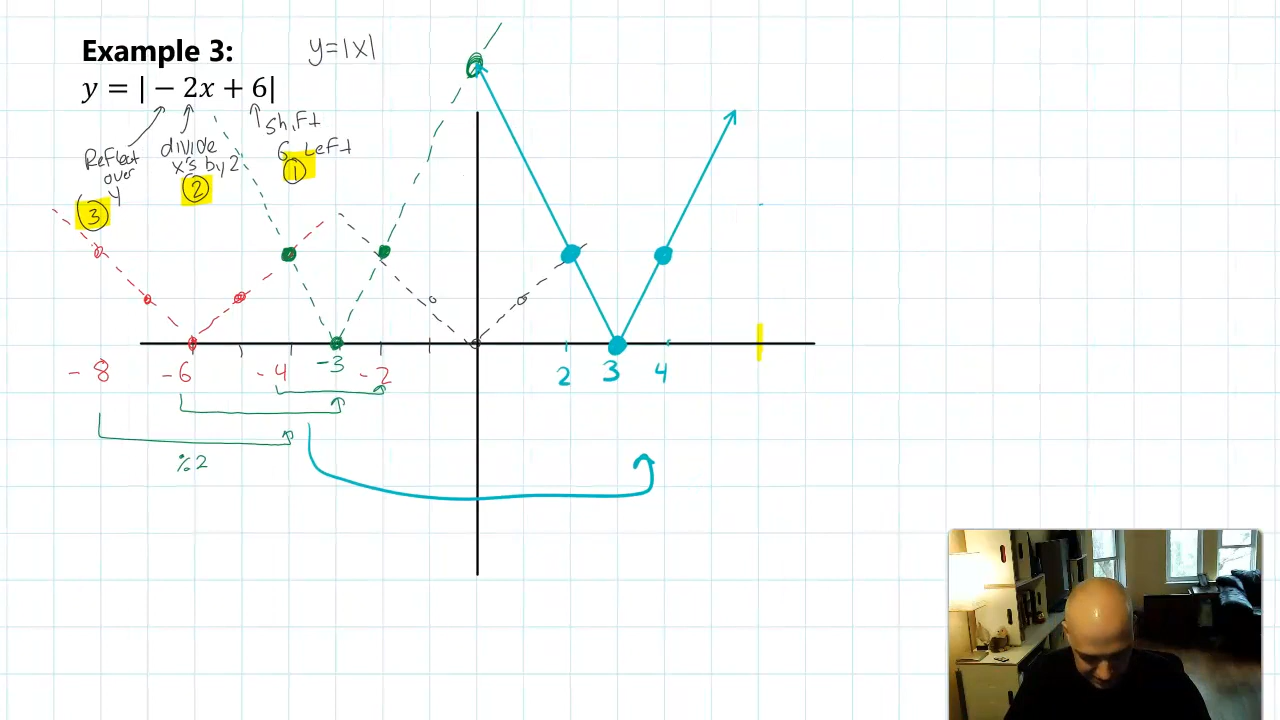 Example 3:
y=|x|
y = | − 2x + 6|
Shift
6 Left
1
divide
x's by 2
2
Reflect
over
y
3
-8 -6 -4 -3 -2 2 3 4
% 2